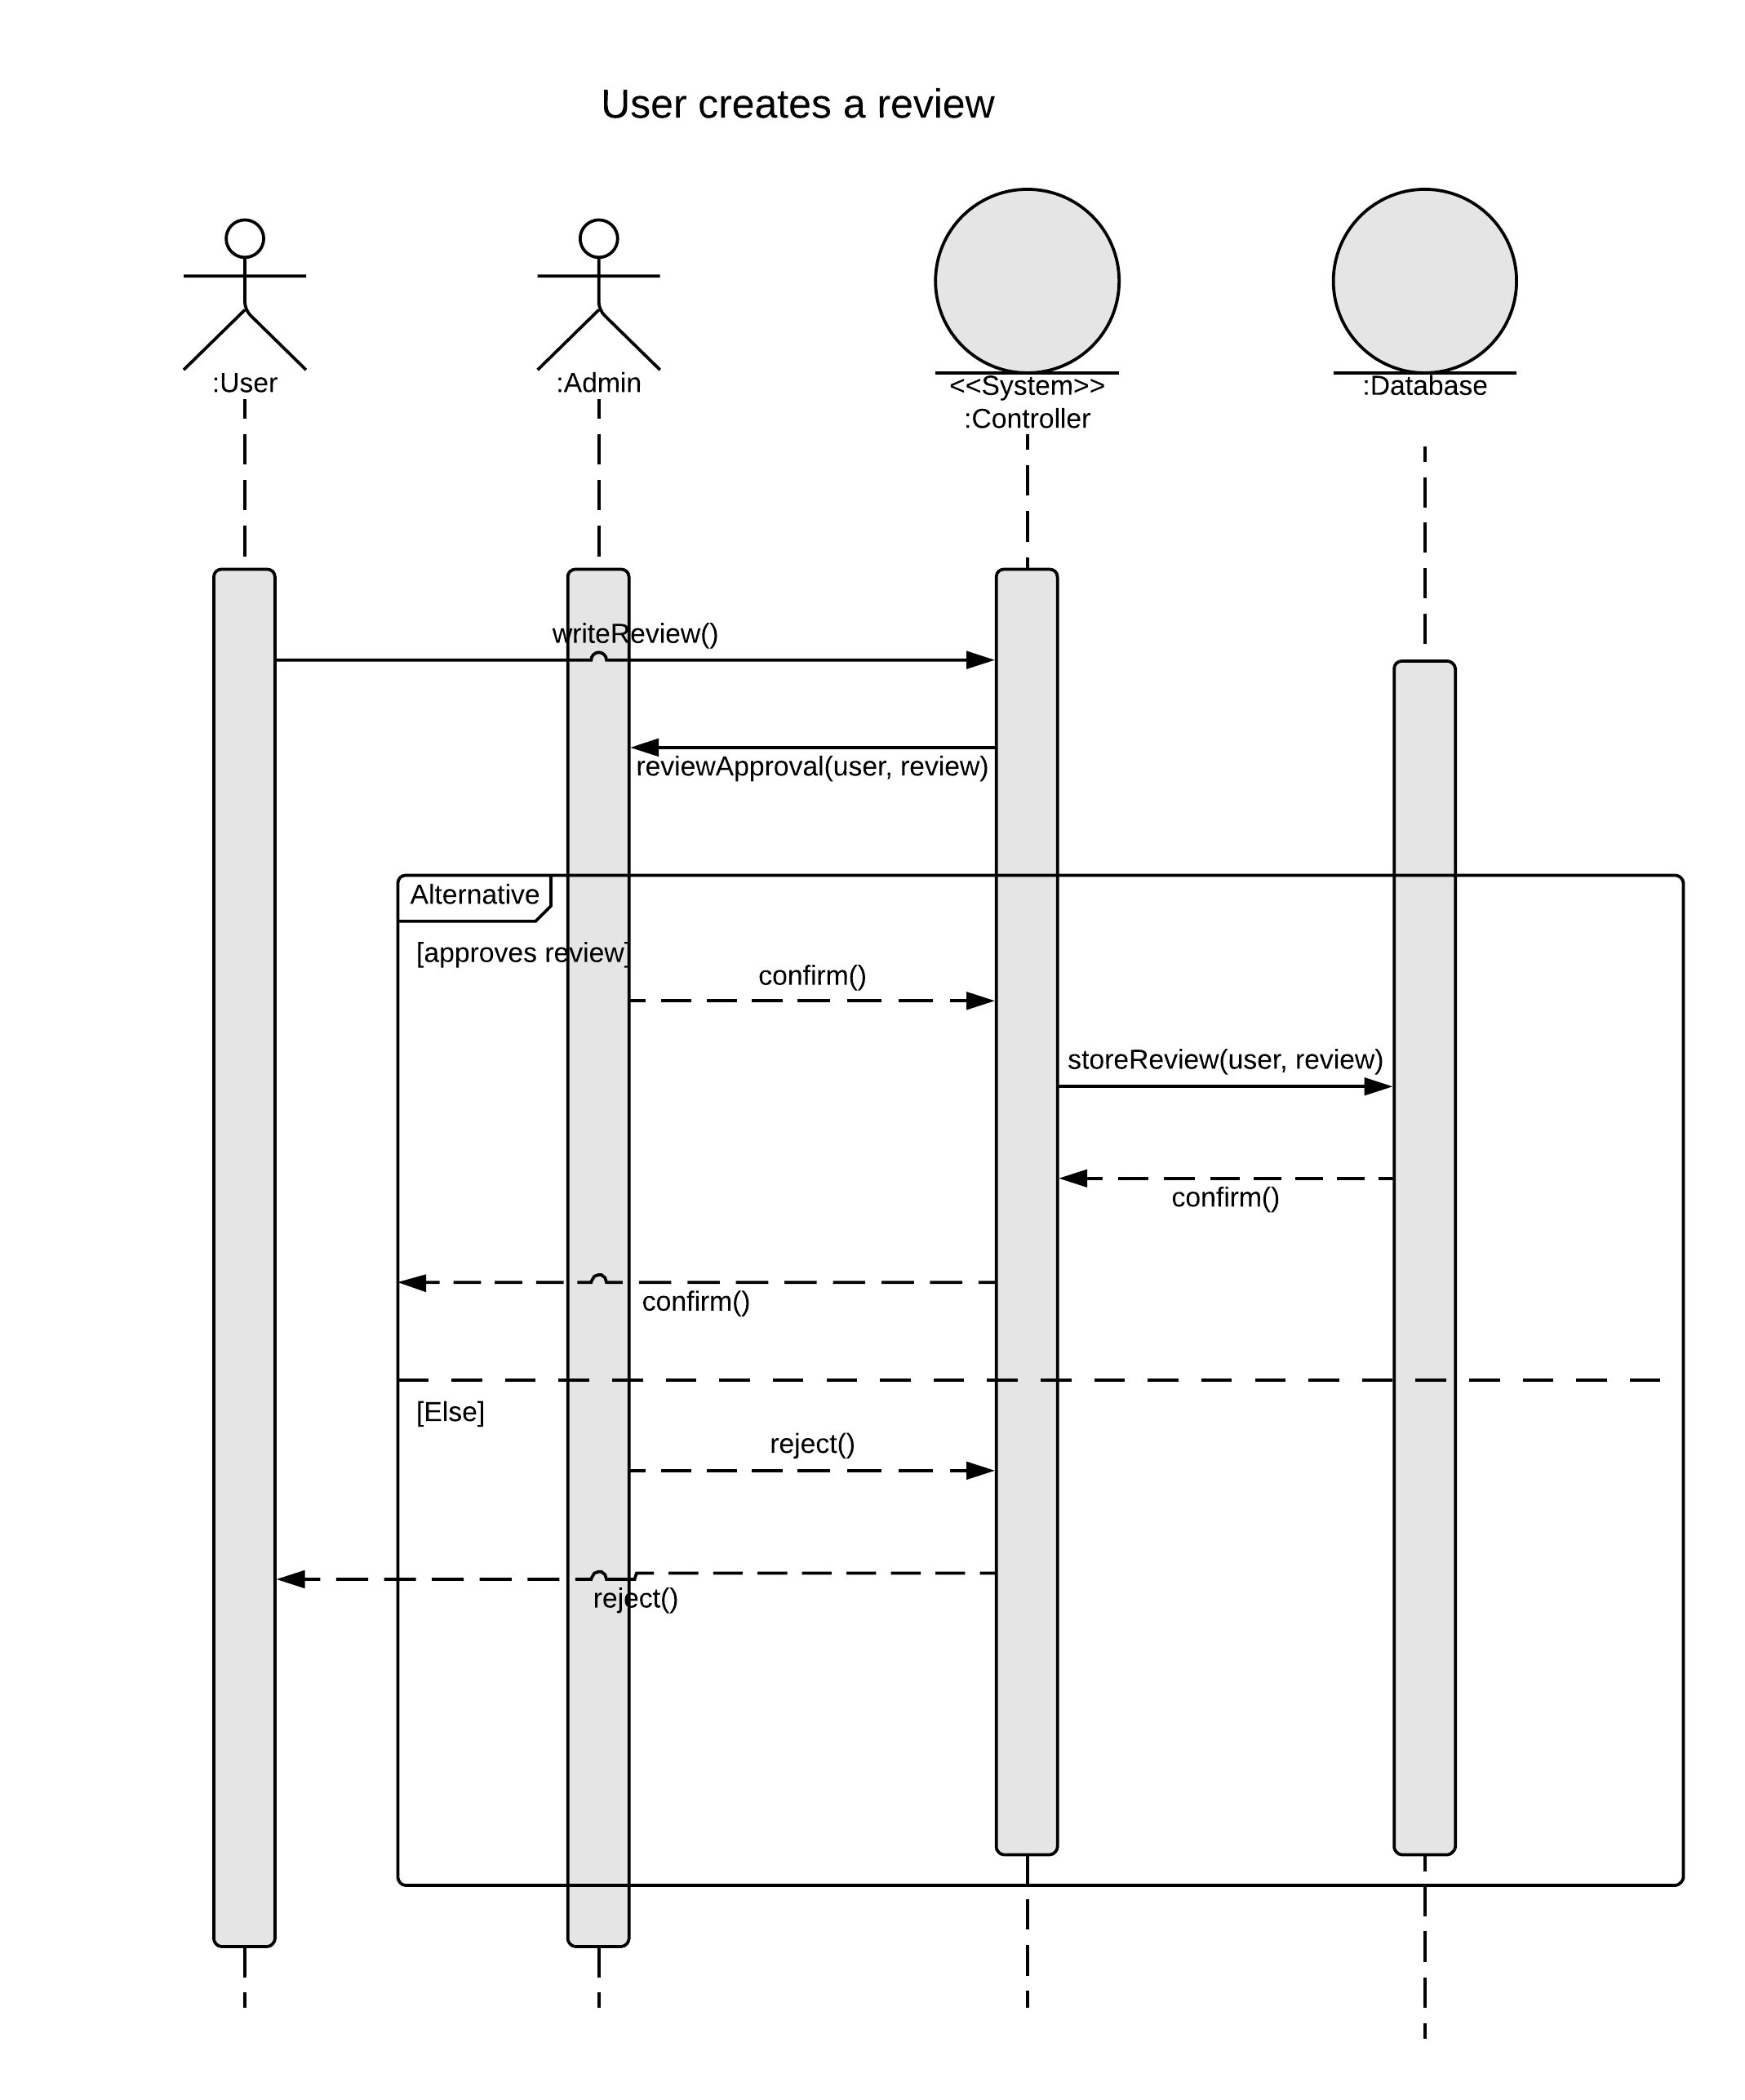 User creates a review
:User
:Admin
<<System>>
:Controller
:Database
writeReview()
reviewApproval(user, review)
Alternative
[approves review]
confirm()
storeReview(user, review)
confirm()
confirm()
[Else]
reject()
reject()